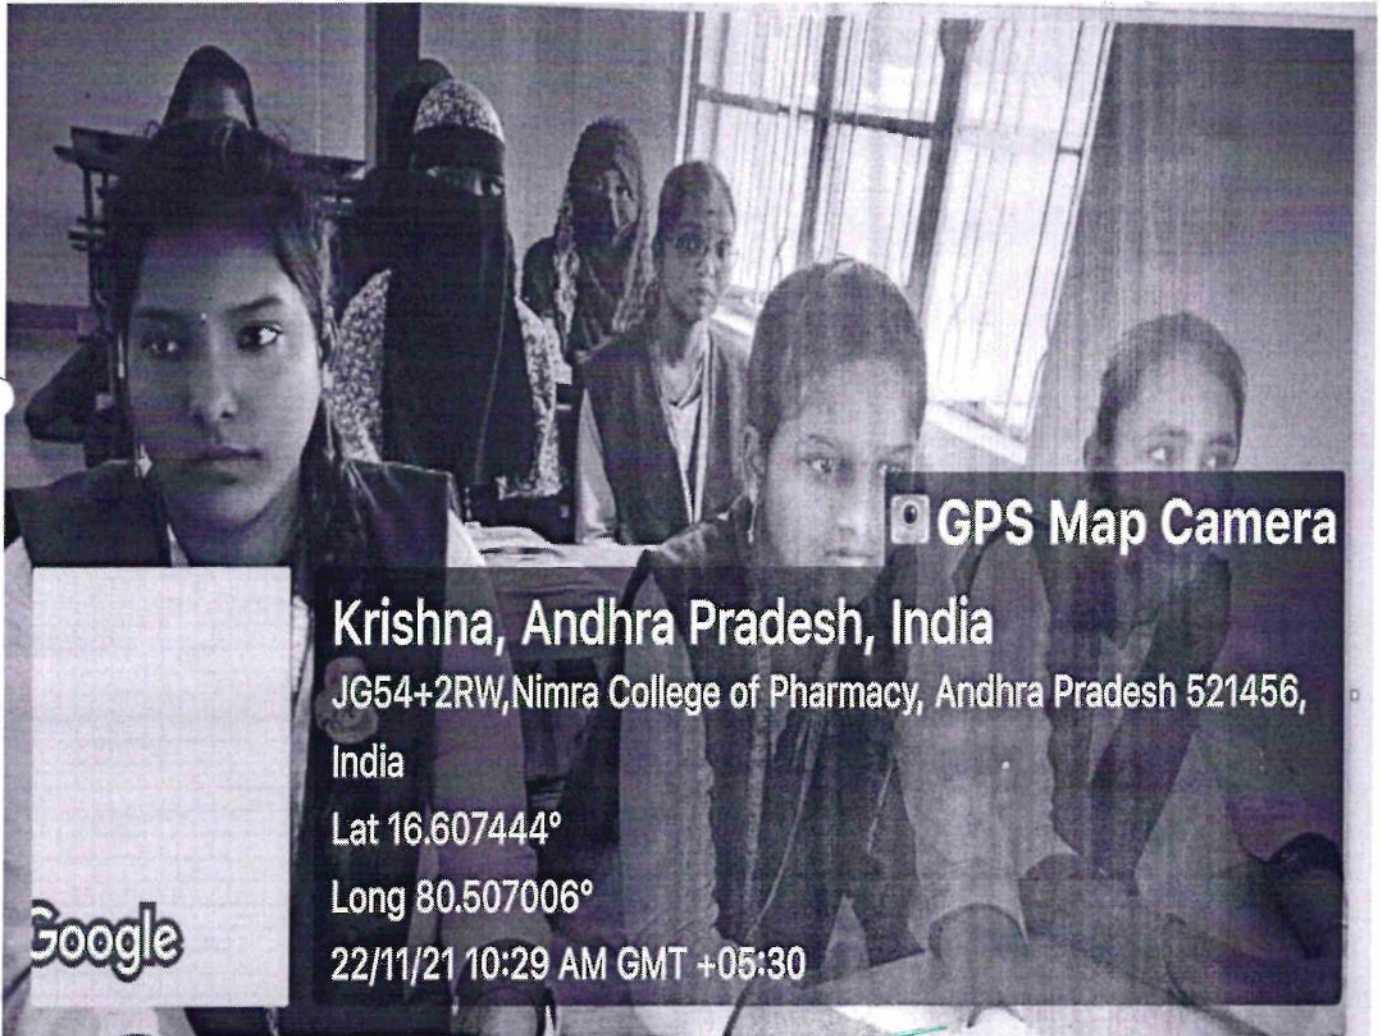 GPS Map Camera
Krishna, Andhra Pradesh, India
JG54+2RW,Nimra College of Pharmacy, Andhra Pradesh 521456,
India
Lat 16.607444°
Long 80.507006°
22/11/21 10:29 AM GMT +05:30
Google